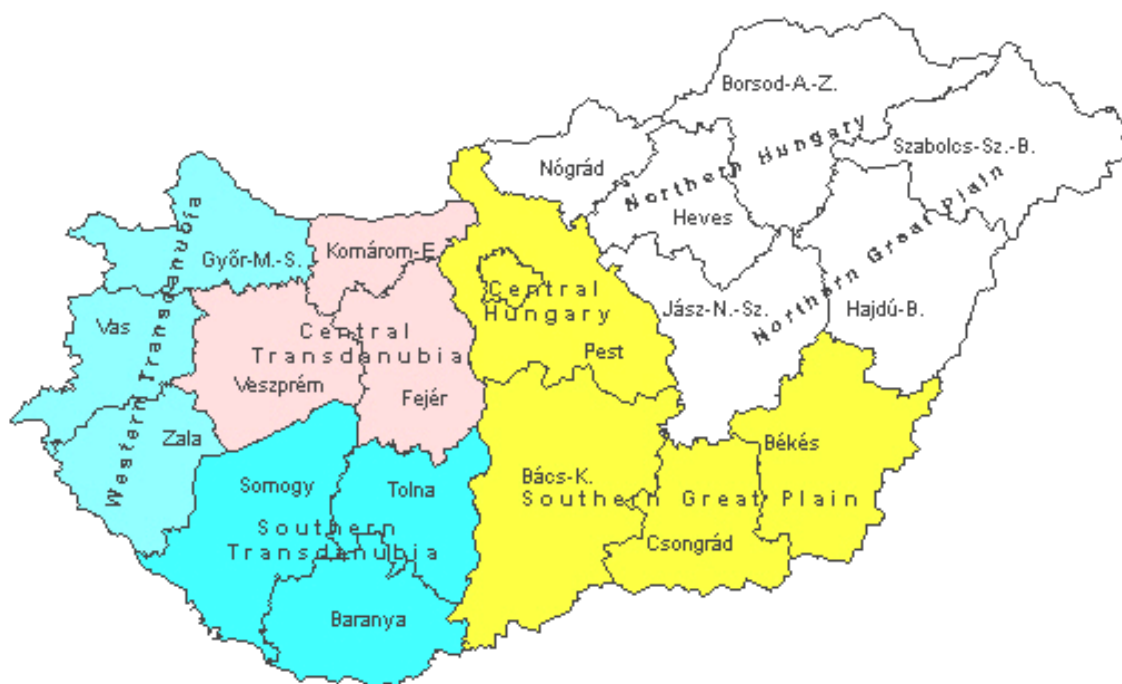 Borsod-A.-Z.
Szabolcs-Sz.-B.
Nógrád
Northern Hungary
Heves
Northern Great Plain
Győr-M.-S.
Komárom-E.
Western Transdanubia
Central
Hungary
Jász-N.-Sz.
Hajdú-B.
Vas
Central
Transdanubia
Pest
Veszprém
Fejér
Zala
Békés
Somogy
Tolna
Bács-K.
Southern Great Plain
Southern
Transdanubia
Csongrád
Baranya